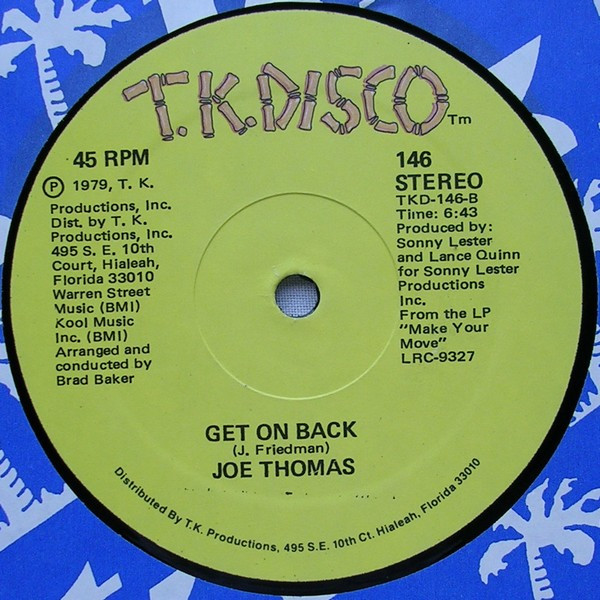 T.K.DISCO Tm
45 RPM
℗ 1979, T. K.
Productions, Inc.
Dist. by T. K.
Productions, Inc.
495 S. E. 10th
Court, Hialeah,
Florida 33010
Warren Street
Music (BMI)
Kool Music
Inc. (BMI)
Arranged and
conducted by
Brad Baker
146
STEREO
TKD-146-B
Time: 6:43
Produced by:
Sonny Lester
and Lance Quinn
for Sonny Lester
Productions
Inc.
From the LP
"Make Your
Move"
LRC-9327
GET ON BACK
(J. Friedman)
JOE THOMAS
Distributed By T.K. Productions, 495 S.E. 10th Ct. Hialeah, Florida 33010